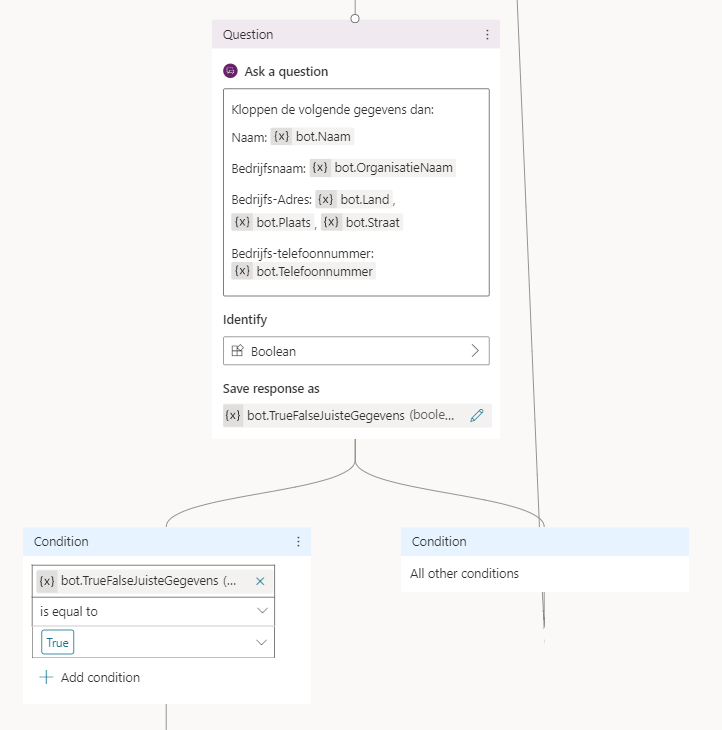 Question
Ask a question
Kloppen de volgende gegevens dan:
Naam: {x} bot.Naam
Bedrijfsnaam: {x} bot.OrganisatieNaam
Bedrijfs-Adres: {x} bot.Land ,
{x} bot.Plaats , {x} bot.Straat
Bedrijfs-telefoonnummer:
{x} bot.Telefoonnummer
Identify
Boolean
Save response as
{x} bot.TrueFalseJuisteGegevens (boole...
Condition
{x} bot.TrueFalseJuisteGegevens (...
is equal to
True
Add condition
Condition
All other conditions